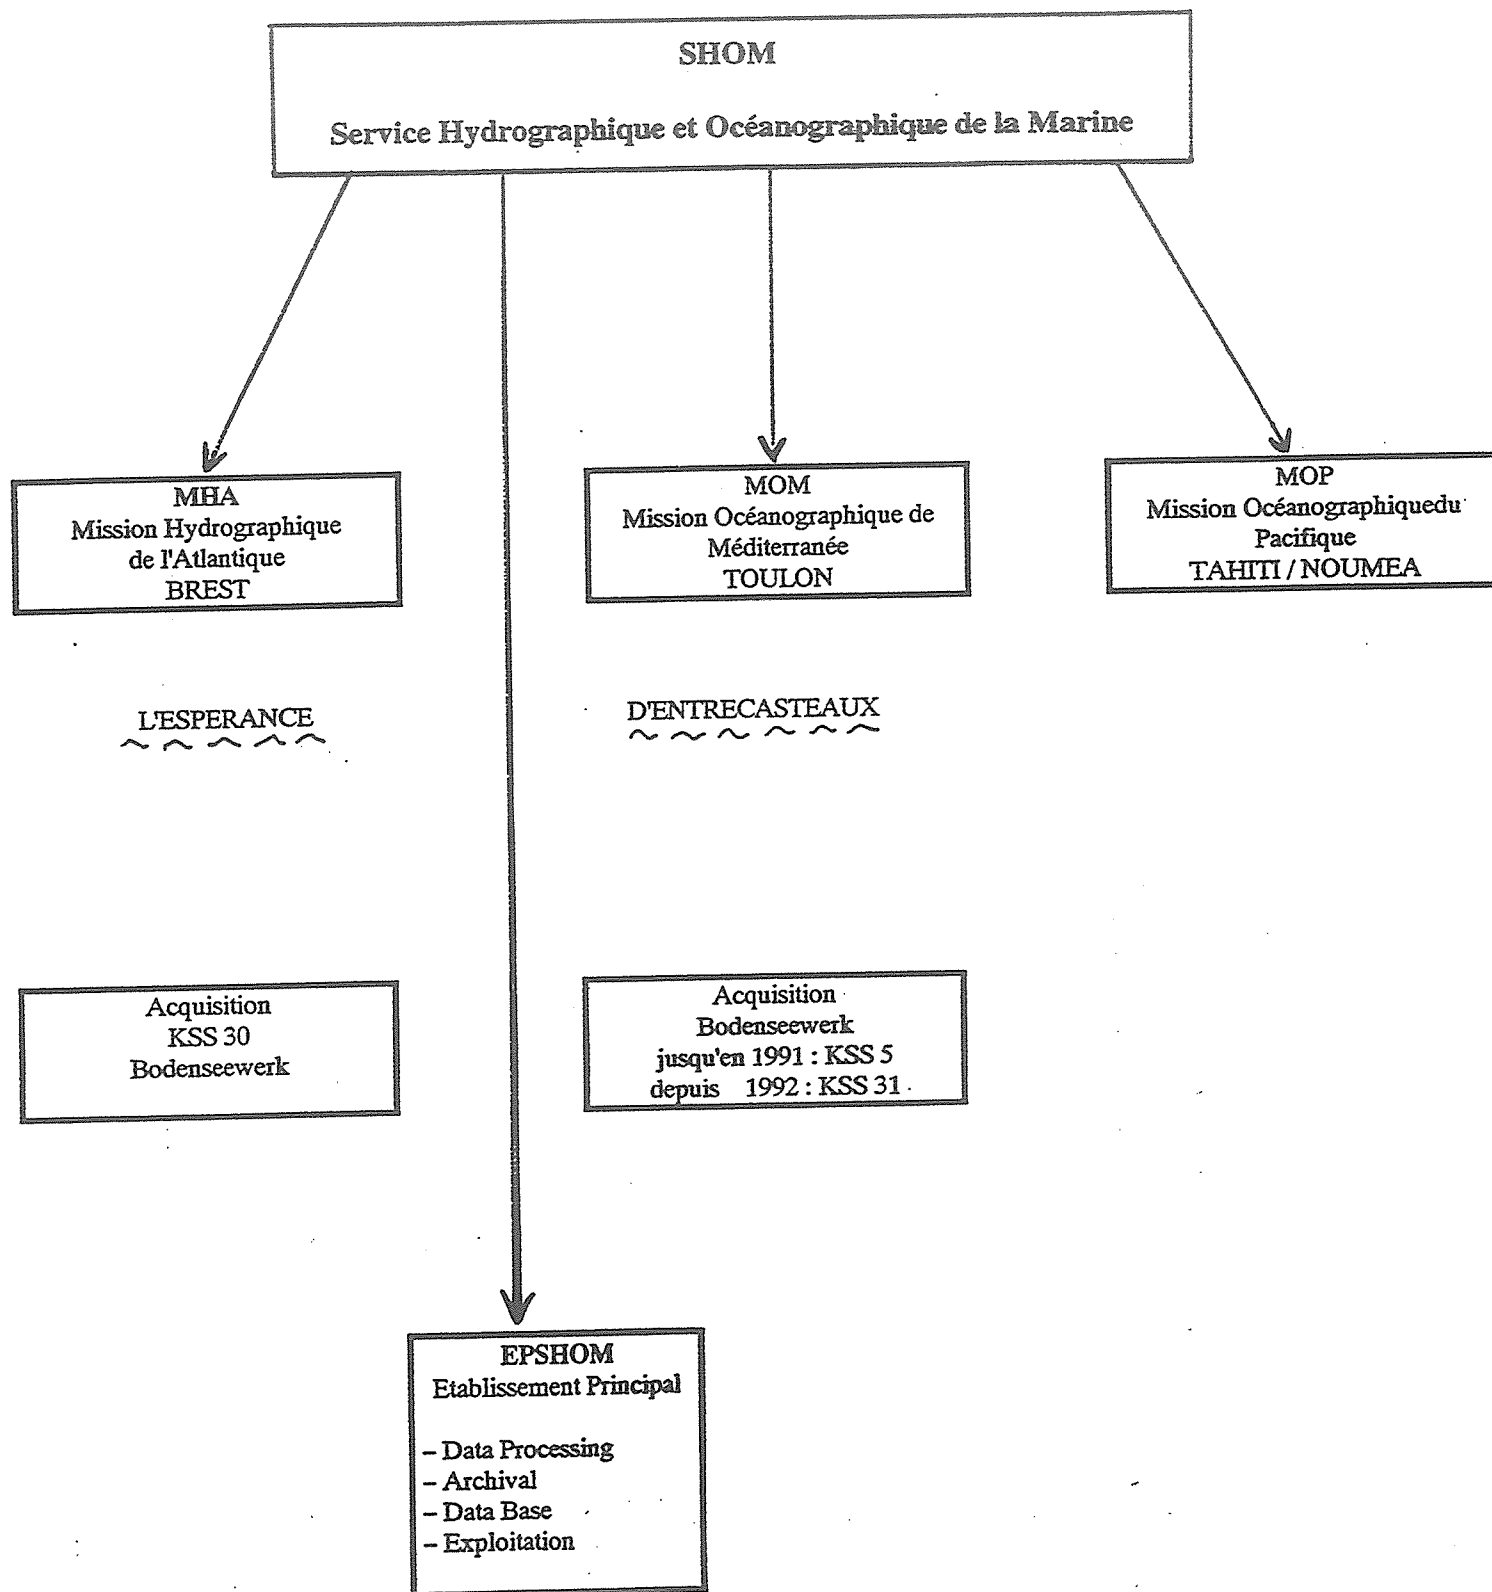 SHOM
Service Hydrographique et Océanographique de la Marine
MHA
Mission Hydrographique
de l'Atlantique
BREST
MOM
Mission Océanographique de
Méditerranée
TOULON
MOP
Mission Océanographiquedu
Pacifique
TAHITI / NOUMEA
L'ESPERANCE
D'ENTRECASTEAUX
Acquisition
KSS 30
Bodenseewerk
Acquisition
Bodenseewerk
jusqu'en 1991 : KSS 5
depuis 1992 : KSS 31
EPSHOM
Etablissement Principal
– Data Processing
– Archival
– Data Base
– Exploitation